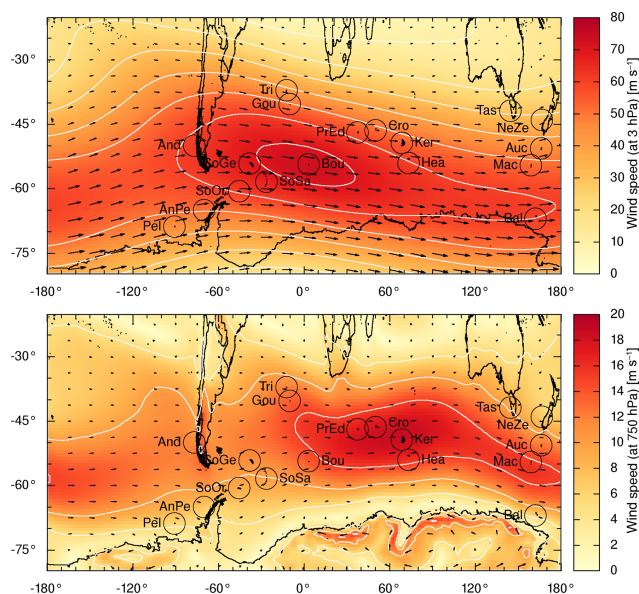 -30°
-45°
-60°
-75°
-180° -120° -60° 0° 60° 120° 180°
Tri
Gou
And
SoGe
SoOr
SoSa
Bou
AnPe
Pel
PrEd
Cro
Ker
Hea
Tas
NeZe
Auc
Mac
Bal
80
70
60
50
40
30
20
10
0
Wind speed (at 3 hPa) [m s⁻¹]
-30°
-45°
-60°
-75°
-180° -120° -60° 0° 60° 120° 180°
Tri
Gou
And
SoGe
SoOr
SoSa
Bou
AnPe
Pel
PrEd
Cro
Ker
Hea
Tas
NeZe
Auc
Mac
Bal
20
18
16
14
12
10
8
6
4
2
0
Wind speed (at 750 hPa) [m s⁻¹]